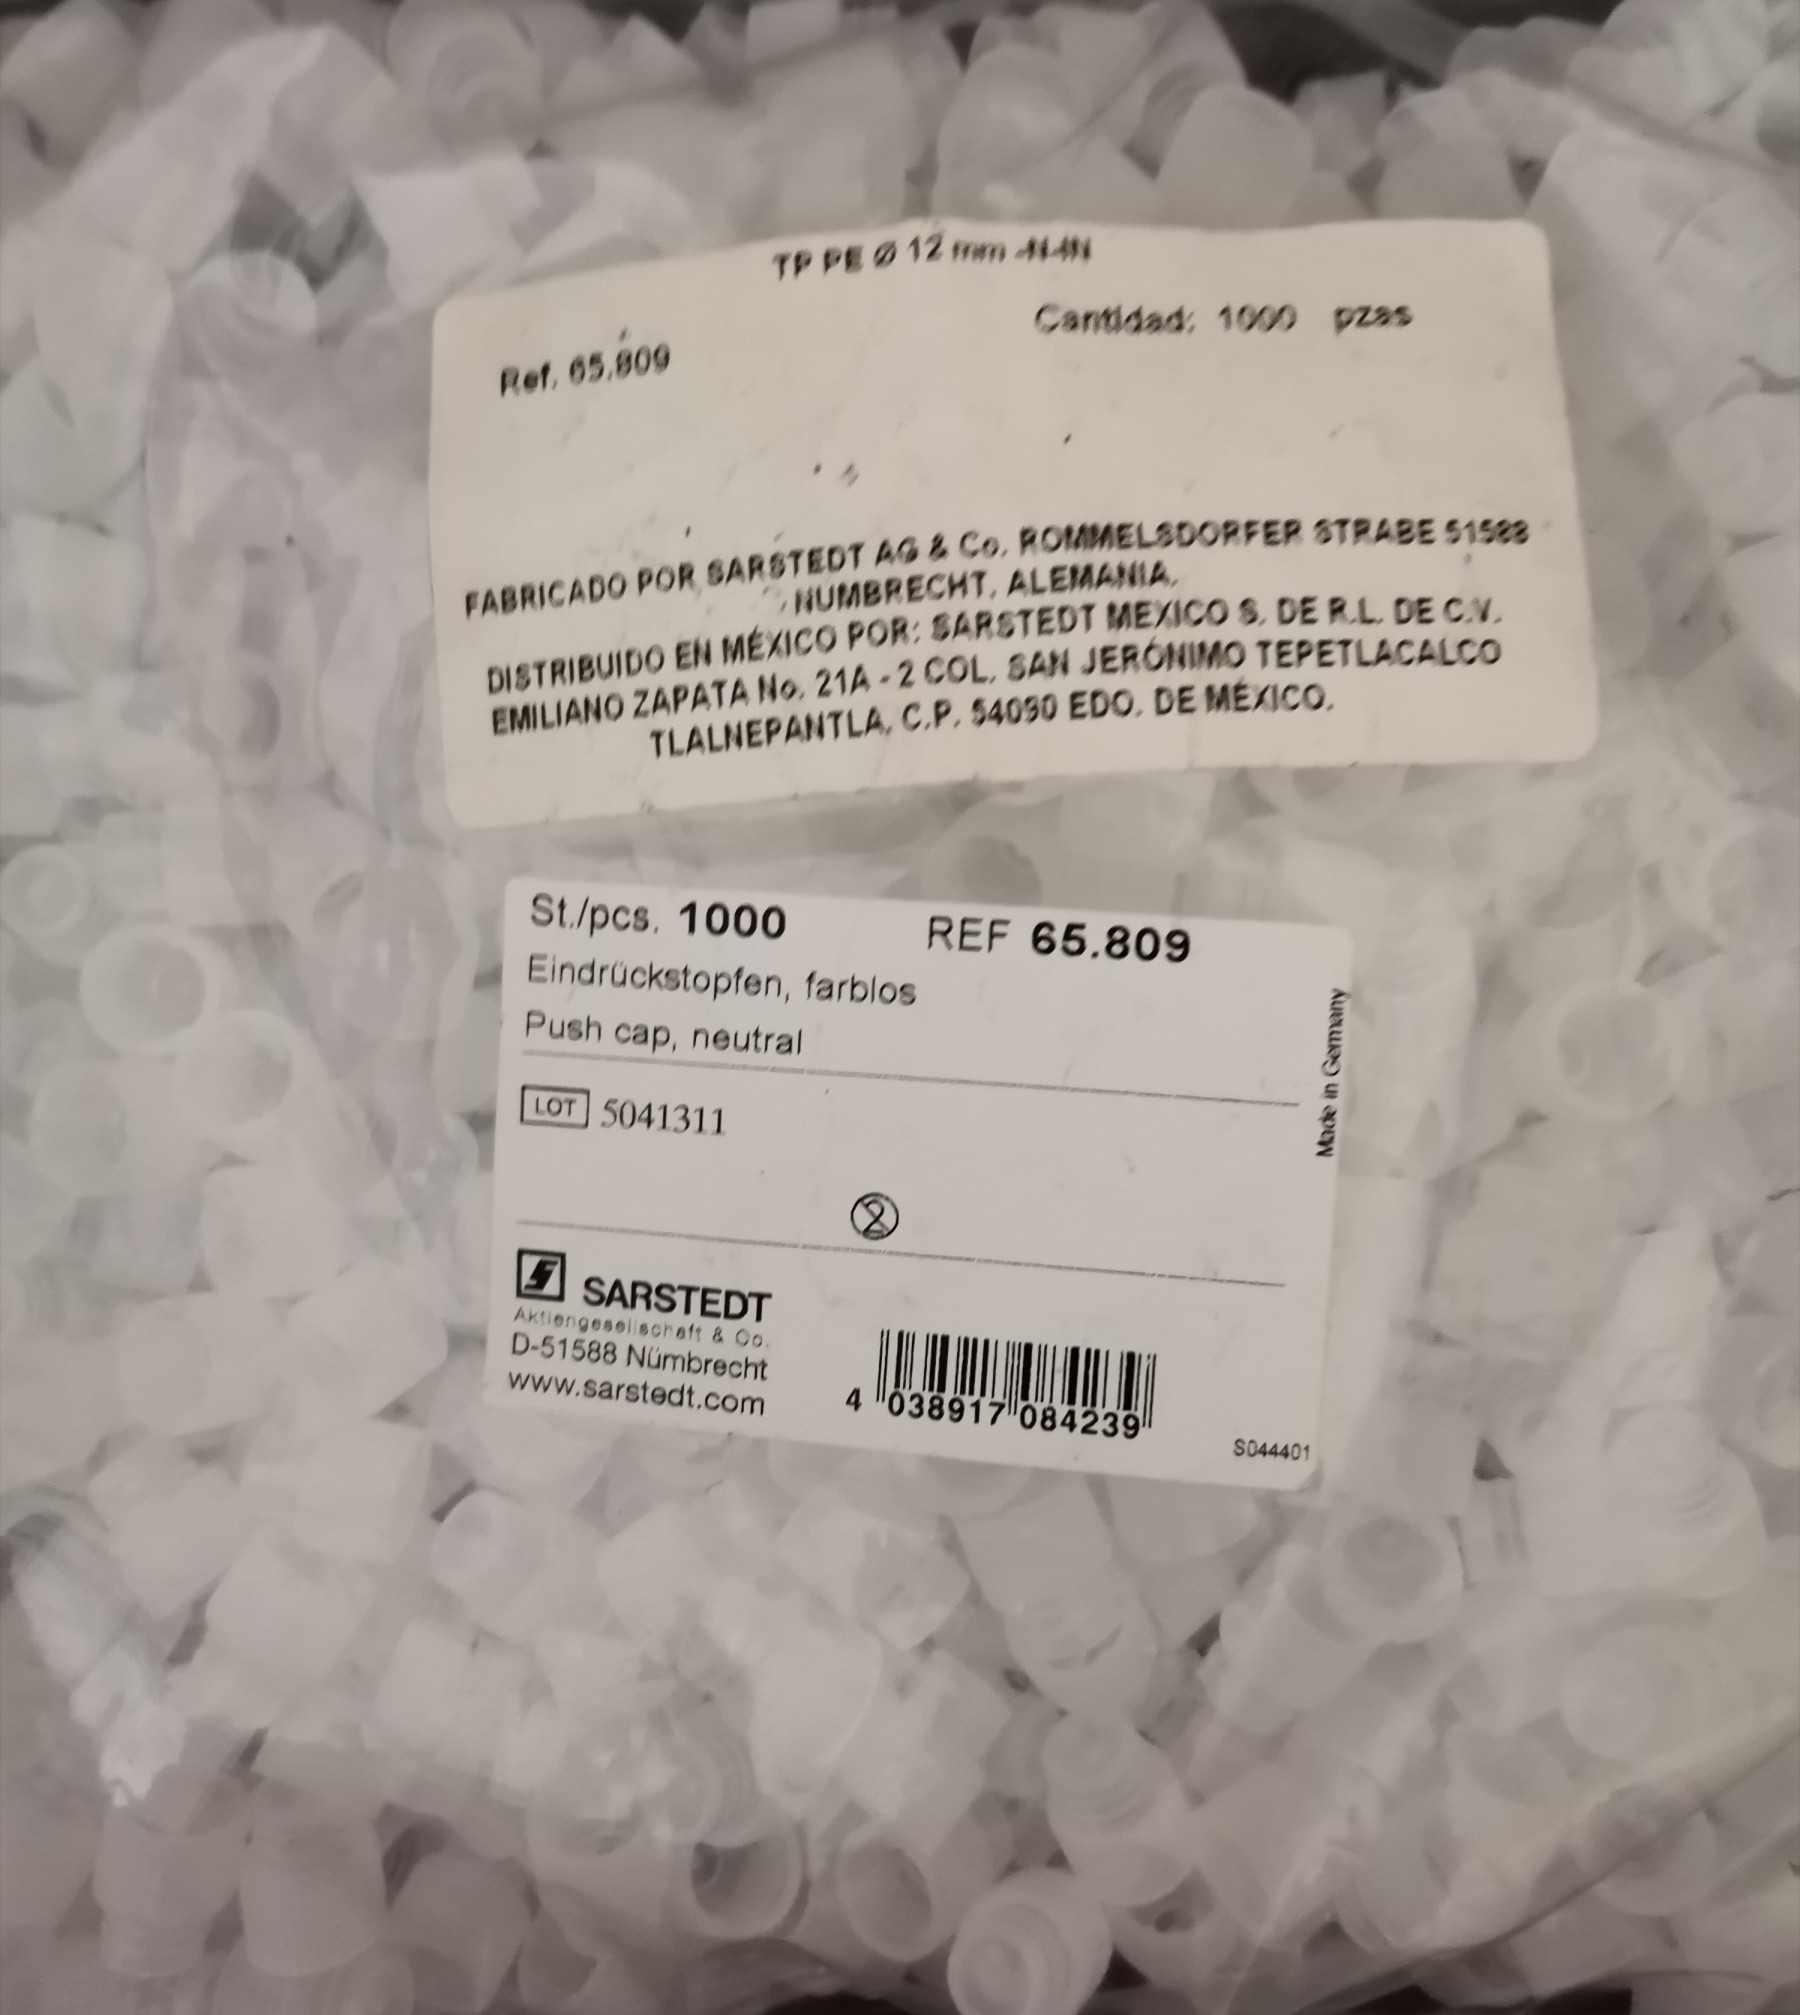 TP PE Ø 12 mm
Cantidad: 1000 pzas
Ref. 65.809
FABRICADO POR SARSTEDT AG & Co. ROMMELSDORFER STRABE 51588
NUMBRECHT, ALEMANIA.
DISTRIBUIDO EN MÉXICO POR: SARSTEDT MEXICO S. DE R.L. DE C.V.
EMILIANO ZAPATA No. 21A - 2 COL. SAN JERÓNIMO TEPETLACALCO
TLALNEPANTLA, C.P. 54090 EDO. DE MÉXICO.
St./pcs. 1000 REF 65.809
Eindrückstopfen, farblos
Push cap, neutral
Made in Germany
LOT 5041311
2
SARSTEDT
Aktiengesellschaft & Co.
D-51588 Nümbrecht
www.sarstedt.com
4 038917 084239
S044401